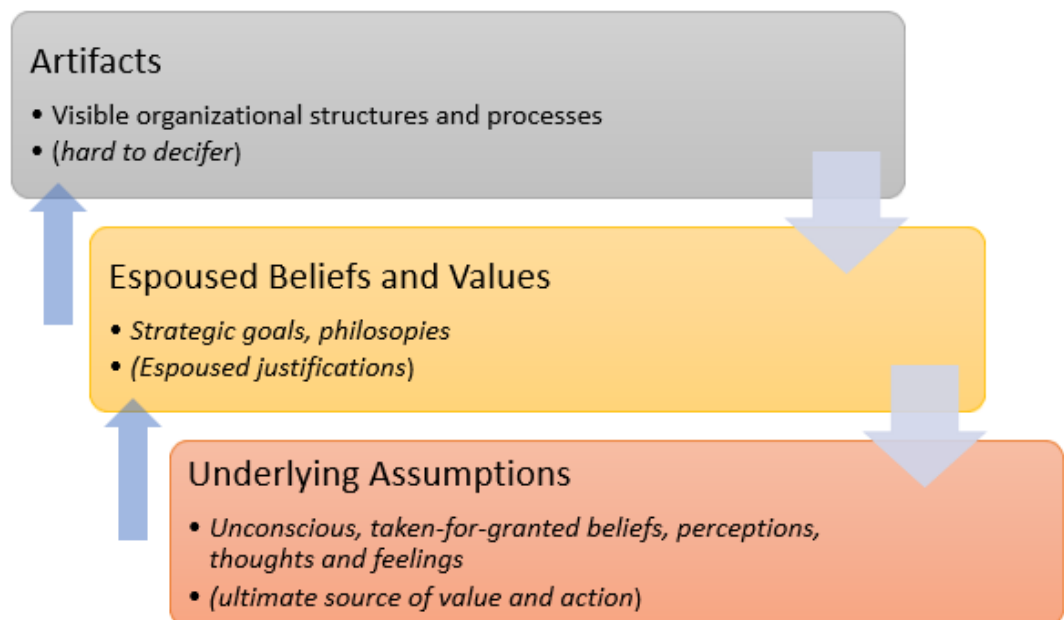 Artifacts
• Visible organizational structures and processes
• (hard to decifer)
Espoused Beliefs and Values
• Strategic goals, philosopies
• (Espoused justifications)
Underlying Assumptions
• Unconscious, taken-for-granted beliefs, perceptions,
thoughts and feelings
• (ultimate source of value and action)